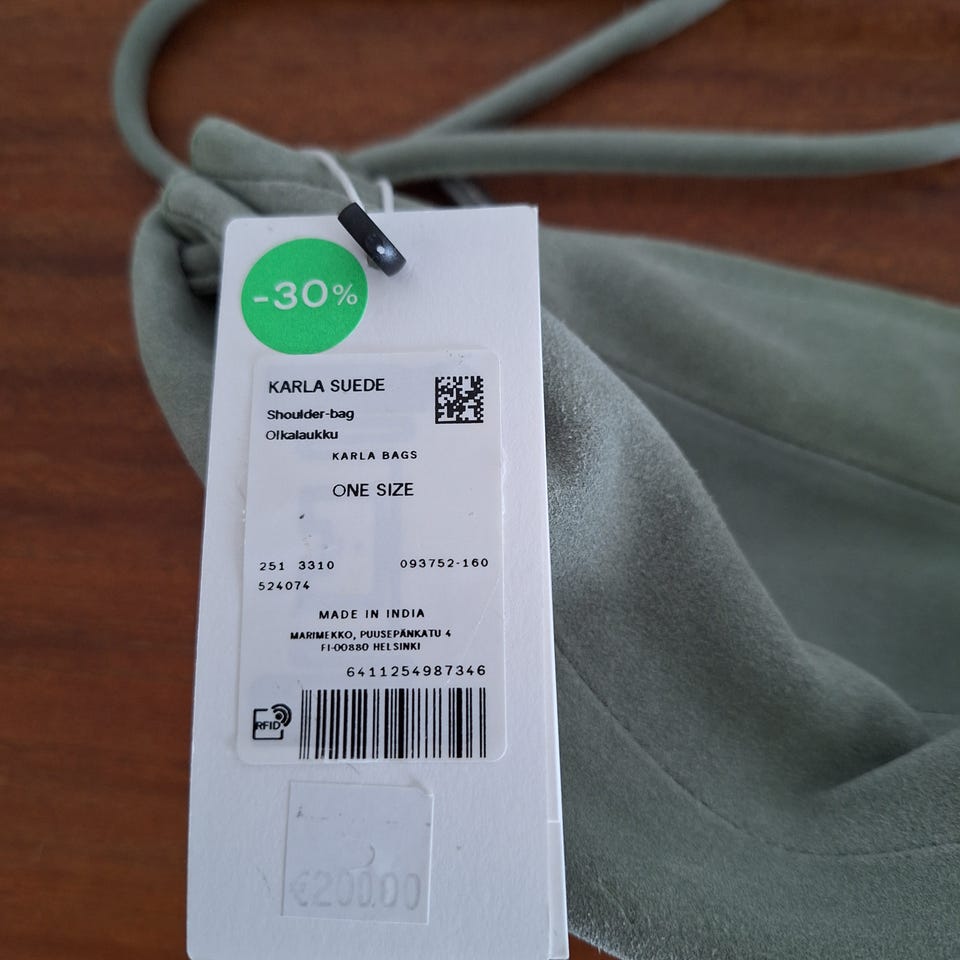 -30%
KARLA SUEDE
Shoulder-bag
Olkalaukku
KARLA BAGS
ONE SIZE
251 3310 093752-160
524074
MADE IN INDIA
MARIMEKKO, PUUSEPÄNKATU 4
FI-00880 HELSINKI
6411254987346
RFID
€200.00